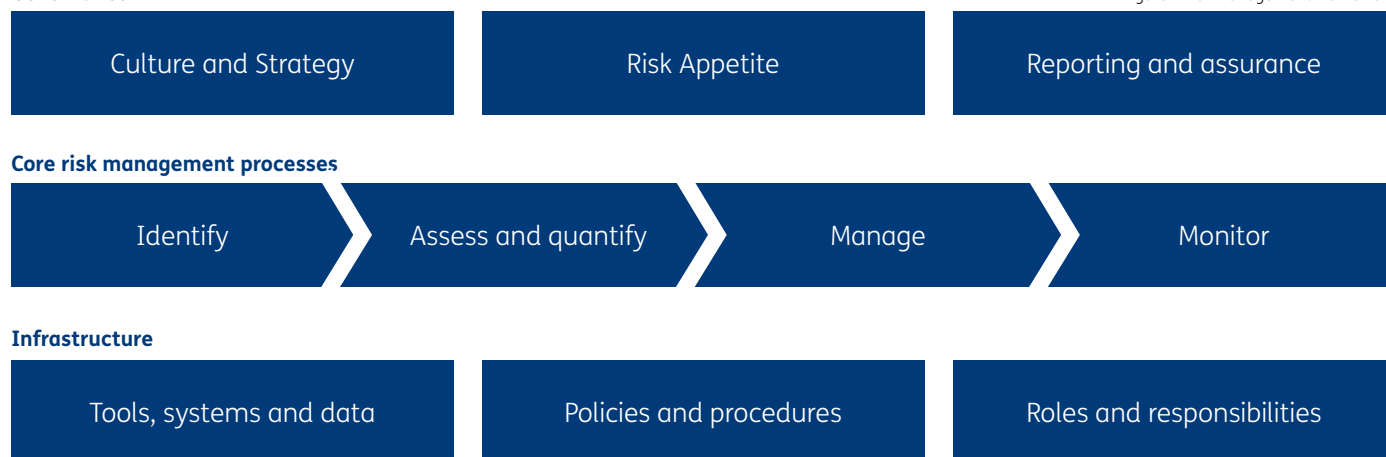 Culture and Strategy
Risk Appetite
Reporting and assurance
Core risk management processes
Identify
Assess and quantify
Manage
Monitor
Infrastructure
Tools, systems and data
Policies and procedures
Roles and responsibilities